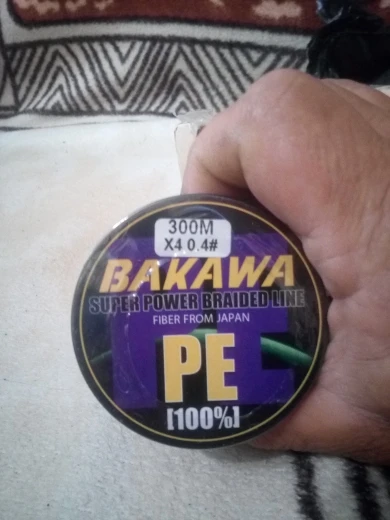 300M
X4 0.4#
BAKAWA
SUPER POWER BRAIDED LINE
FIBER FROM JAPAN
PE
[100%]